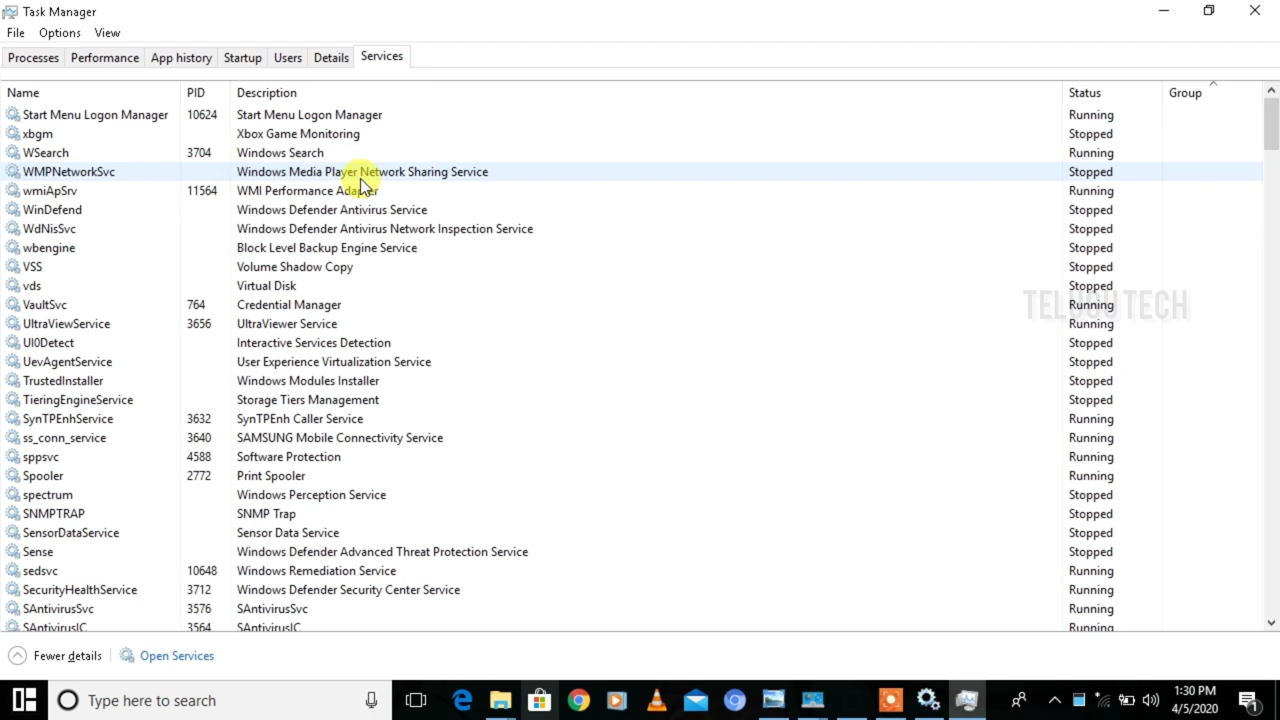 Task Manager
File Options View
Processes Performance App history Startup Users Details Services
Name PID Description Status Group
Start Menu Logon Manager 10624 Start Menu Logon Manager Running
xbgm Xbox Game Monitoring Stopped
WSearch 3704 Windows Search Running
WMPNetworkSvc Windows Media Player Network Sharing Service Stopped
wmiApSrv 11564 WMI Performance Adapter Running
WinDefend Windows Defender Antivirus Service Stopped
WdNisSvc Windows Defender Antivirus Network Inspection Service Stopped
wbengine Block Level Backup Engine Service Stopped
VSS Volume Shadow Copy Stopped
vds Virtual Disk Stopped
VaultSvc 764 Credential Manager Running
TELUGU TECH
UltraViewService 3656 UltraViewer Service Running
UI0Detect Interactive Services Detection Stopped
UevAgentService User Experience Virtualization Service Stopped
TrustedInstaller Windows Modules Installer Stopped
TieringEngineService Storage Tiers Management Stopped
SynTPEnhService 3632 SynTPEnh Caller Service Running
ss_conn_service 3640 SAMSUNG Mobile Connectivity Service Running
sppsvc 4588 Software Protection Running
Spooler 2772 Print Spooler Running
spectrum Windows Perception Service Stopped
SNMPTRAP SNMP Trap Stopped
SensorDataService Sensor Data Service Stopped
Sense Windows Defender Advanced Threat Protection Service Stopped
sedsvc 10648 Windows Remediation Service Running
SecurityHealthService 3712 Windows Defender Security Center Service Running
SAntivirusSvc 3576 SAntivirusSvc Running
SAntivirusIC 3564 SAntivirusIC Running
Fewer details Open Services
Type here to search
1:30 PM
4/5/2020
1